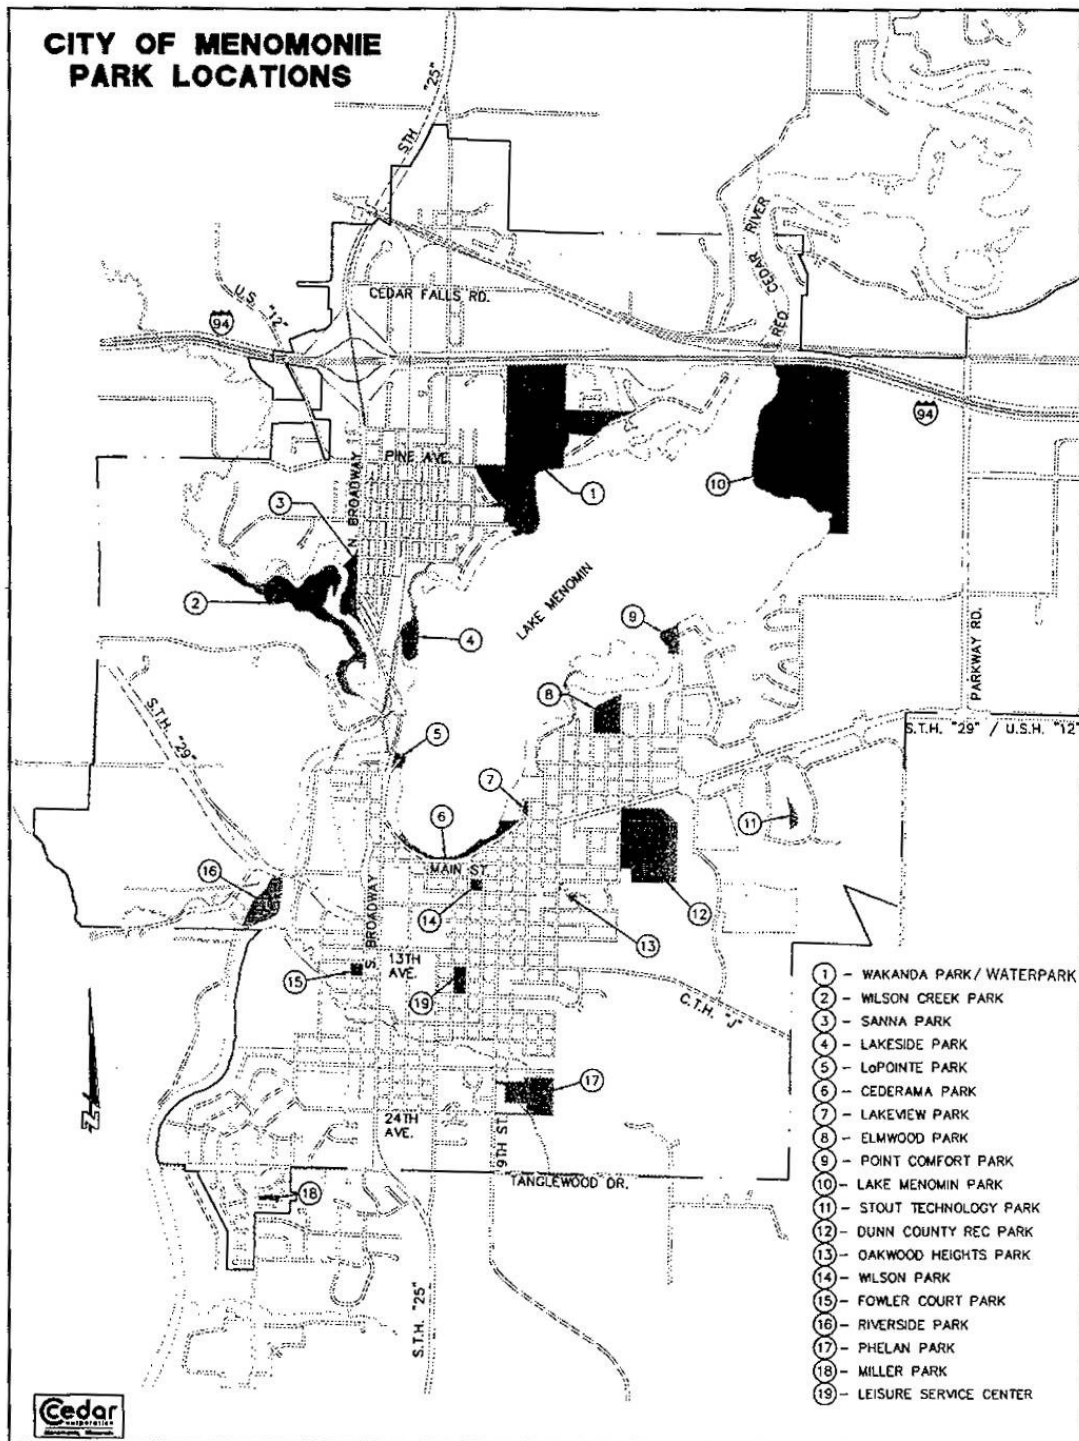 CITY OF MENOMONIE
PARK LOCATIONS
STH "25"
RED CEDAR RIVER
CEDAR FALLS RD.
U.S. "12"
94
94
PINE AVE.
N. BROADWAY
1
10
3
2
LAKE MENOMIN
9
4
PARKWAY RD.
8
S.T.H. "29"
S.T.H. "29" / U.S.H. "12"
5
7
6
11
MAIN ST.
16
14
12
13
S. BROADWAY
13TH
AVE.
15
19
C.T.H. "J"
17
N
24TH
AVE.
9TH ST.
TANGLEWOOD DR.
18
S.T.H. "25"
1 - WAKANDA PARK/ WATERPARK
2 - WILSON CREEK PARK
3 - SANNA PARK
4 - LAKESIDE PARK
5 - LoPOINTE PARK
6 - CEDERAMA PARK
7 - LAKEVIEW PARK
8 - ELMWOOD PARK
9 - POINT COMFORT PARK
10 - LAKE MENOMIN PARK
11 - STOUT TECHNOLOGY PARK
12 - DUNN COUNTY REC PARK
13 - OAKWOOD HEIGHTS PARK
14 - WILSON PARK
15 - FOWLER COURT PARK
16 - RIVERSIDE PARK
17 - PHELAN PARK
18 - MILLER PARK
19 - LEISURE SERVICE CENTER
Cedar
corporation
Menomonie, Wisconsin